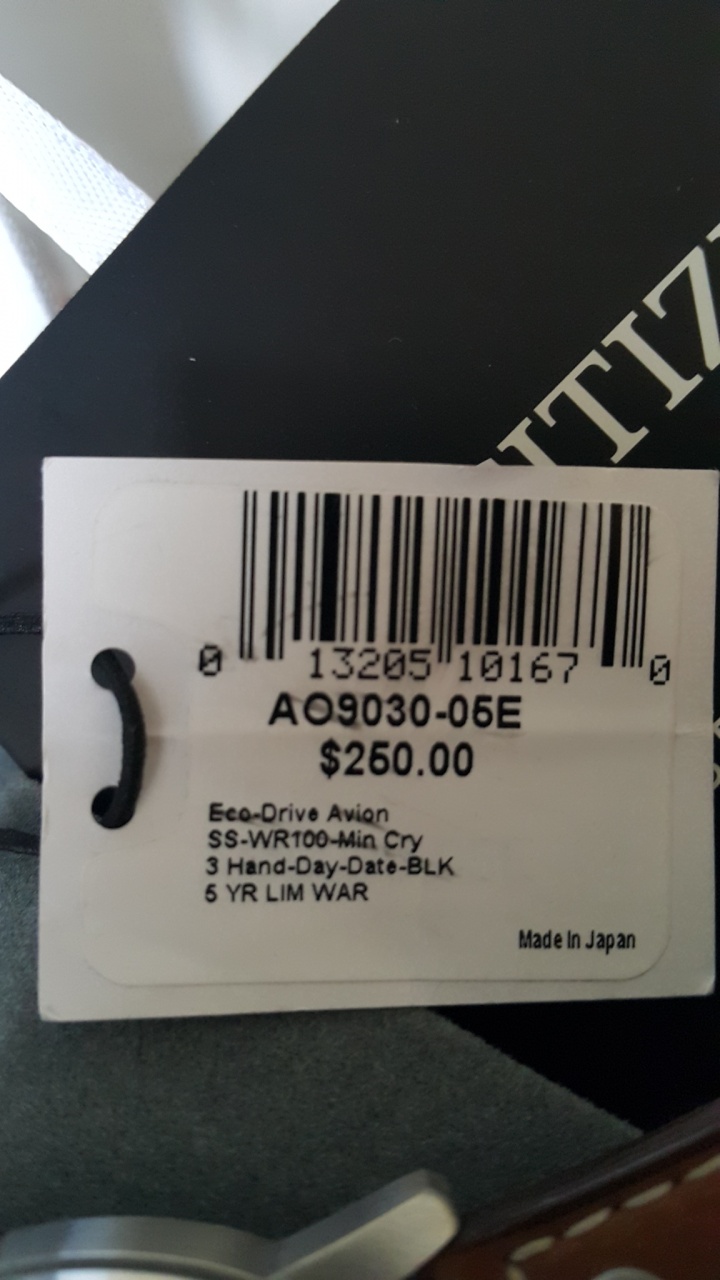 ITIZ
0 13205 10167 0
AO9030-05E
$250.00
Eco-Drive Avion
SS-WR100-Min Cry
3 Hand-Day-Date-BLK
5 YR LIM WAR
Made In Japan